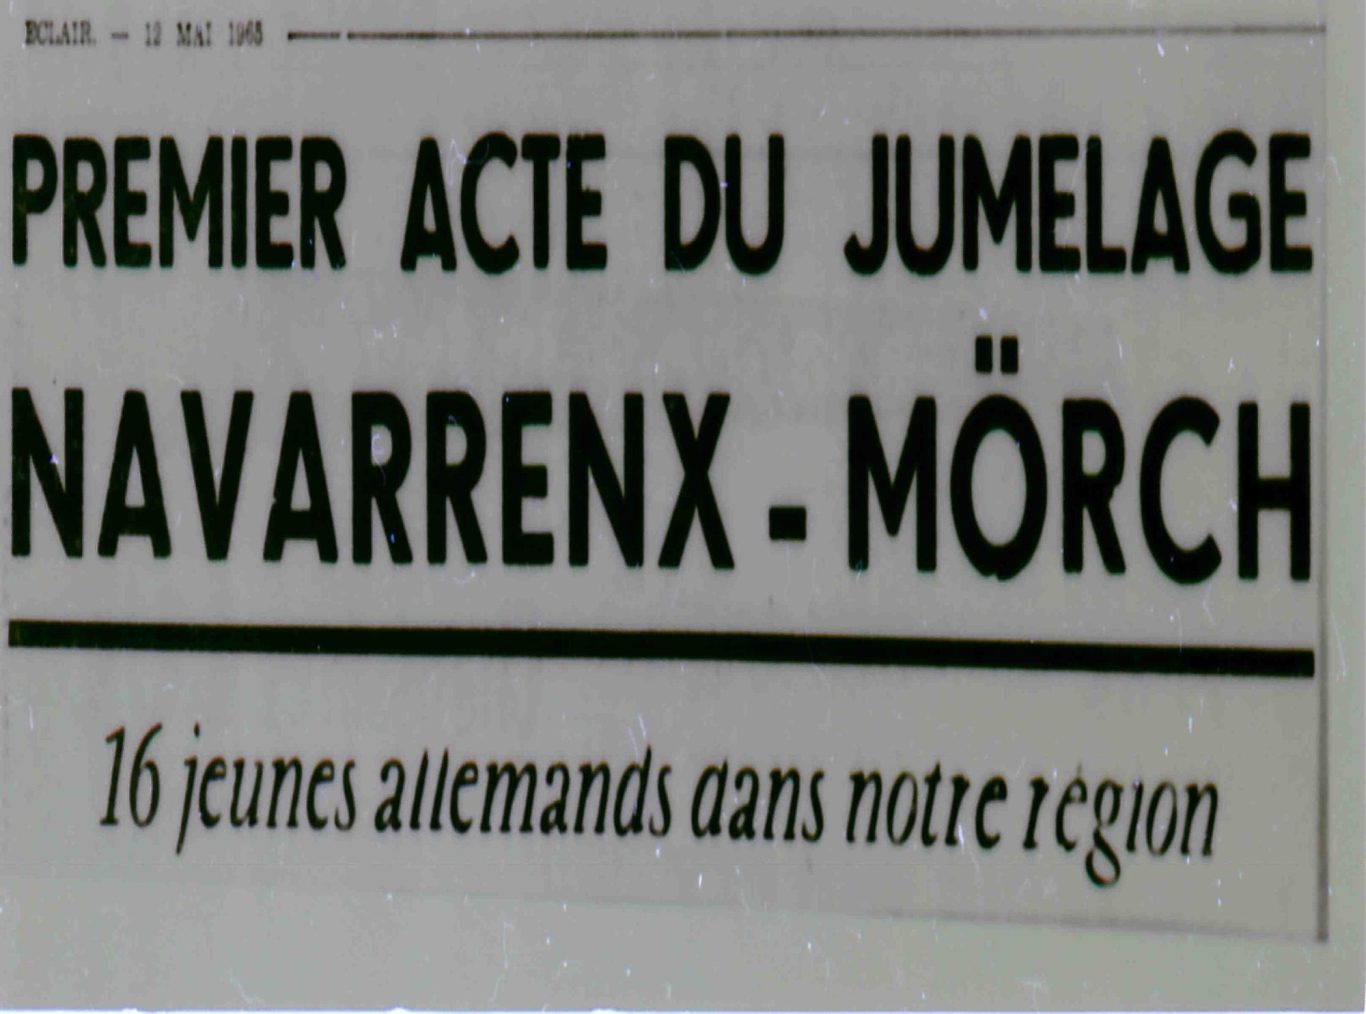 ECLAIR. — 12 MAI 1965
PREMIER ACTE DU JUMELAGE
NAVARRENX - MÖRCH
16 jeunes allemands dans notre région